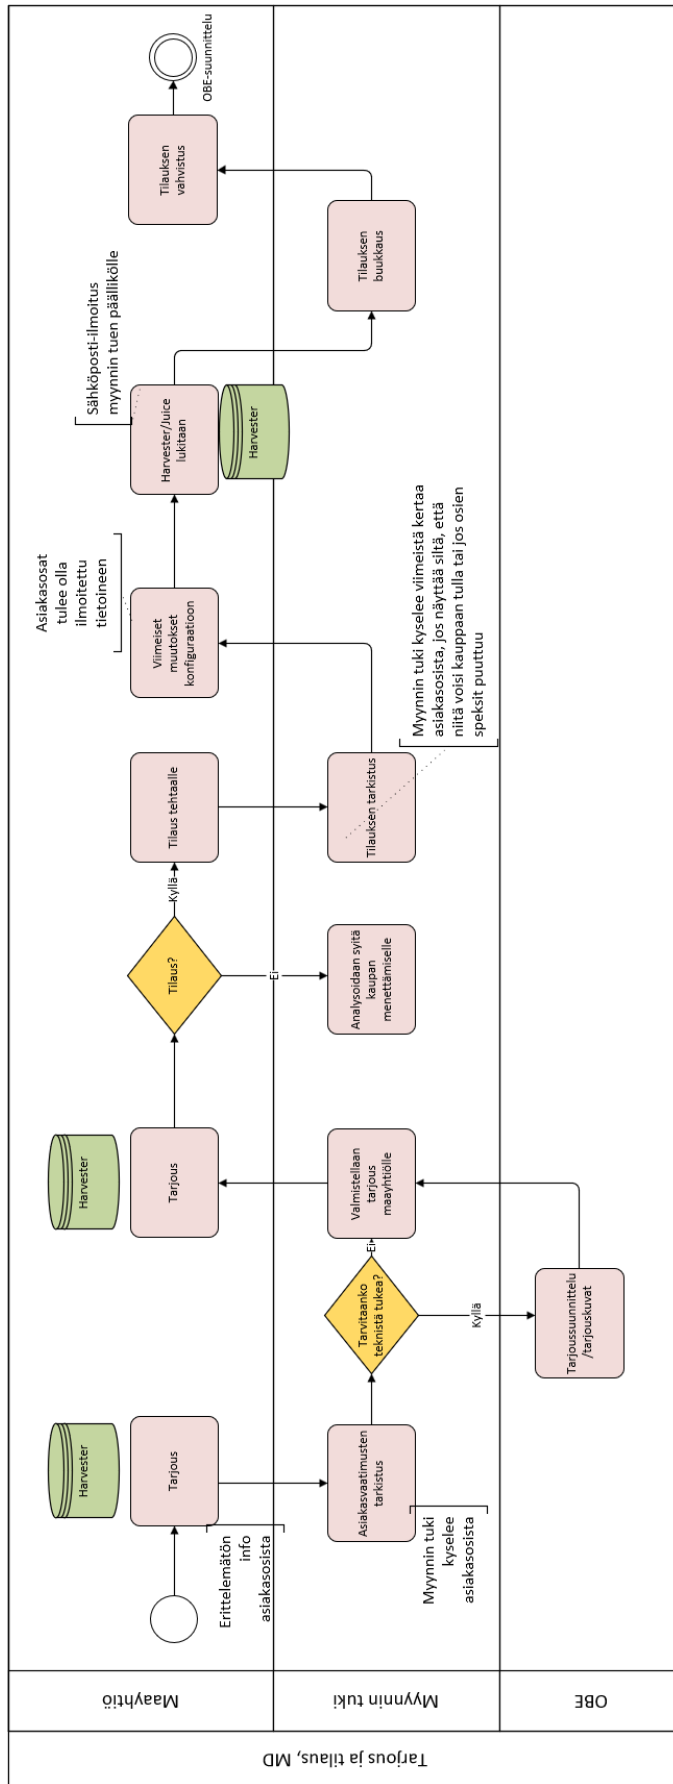 Tarjous ja tilaus, MD
Maayhtiö
Myynnin tuki
OBE
Harvester
Tarjous
Erittelemätön
info
asiakasosista
Asiakasvaatimusten
tarkistus
Myynnin tuki
kyselee
asiakasosista
Tarvitaanko
teknistä tukea?
Ei
Kyllä
Tarjoussuunnittelu
/tarjouskuvat
Valmistellaan
tarjous
maayhtiölle
Harvester
Tarjous
Tilaus?
Ei
Kyllä
Analysoidaan syitä
kaupan
menettämiselle
Tilaus tehtaalle
Tilauksen tarkistus
Myynnin tuki kyselee viimeistä kertaa
asiakasosista, jos näyttää siltä, että
niitä voisi kauppaan tulla tai jos osien
speksit puuttuu
Asiakasosat
tulee olla
ilmoitettu
tietoineen
Viimeiset
muutokset
konfiguraatioon
Sähköposti-ilmoitus
myynnin tuen päällikölle
Harvester/Juice
lukitaan
Harvester
Tilauksen
buukkaus
Tilauksen
vahvistus
OBE-suunnittelu